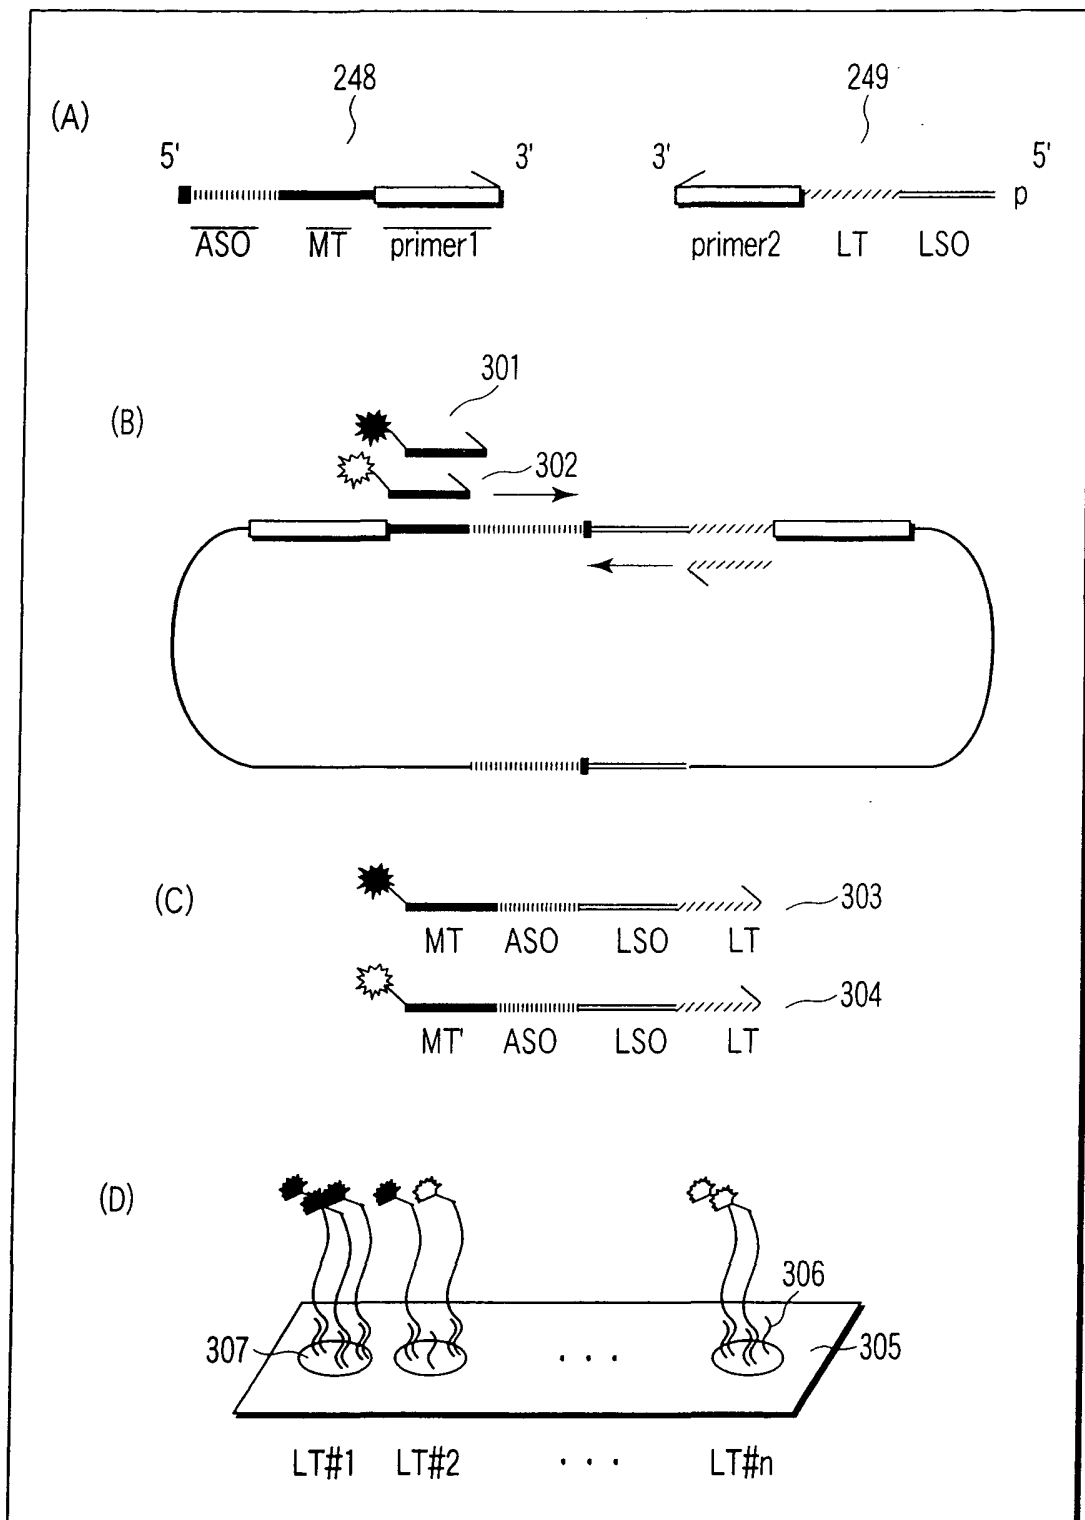 (A)
248
249
5'
3'
3'
5'
p
ASO
MT
primer1
primer2
LT
LSO
(B)
301
302
(C)
303
MT
ASO
LSO
LT
304
MT'
ASO
LSO
LT
(D)
306
307
305
LT#1
LT#2
. . .
LT#n
. . .